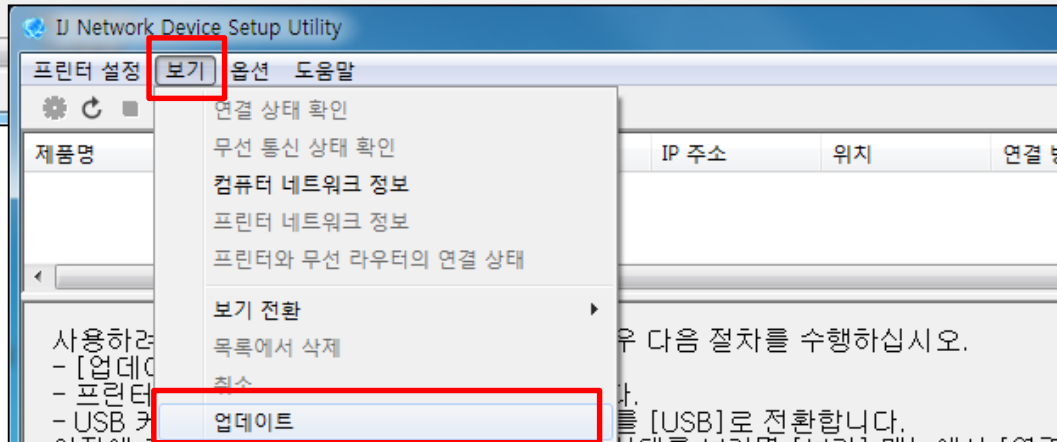 IJ Network Device Setup Utility
프린터 설정 보기 옵션 도움말
연결 상태 확인
무선 통신 상태 확인
컴퓨터 네트워크 정보
프린터 네트워크 정보
프린터와 무선 라우터의 연결 상태
보기 전환
목록에서 삭제
취소
업데이트
제품명 IP 주소 위치 연결
사용하려 우 다음 절차를 수행하십시오.
- [업데이
- 프린터 다.
- USB 를 [USB]로 전환합니다.